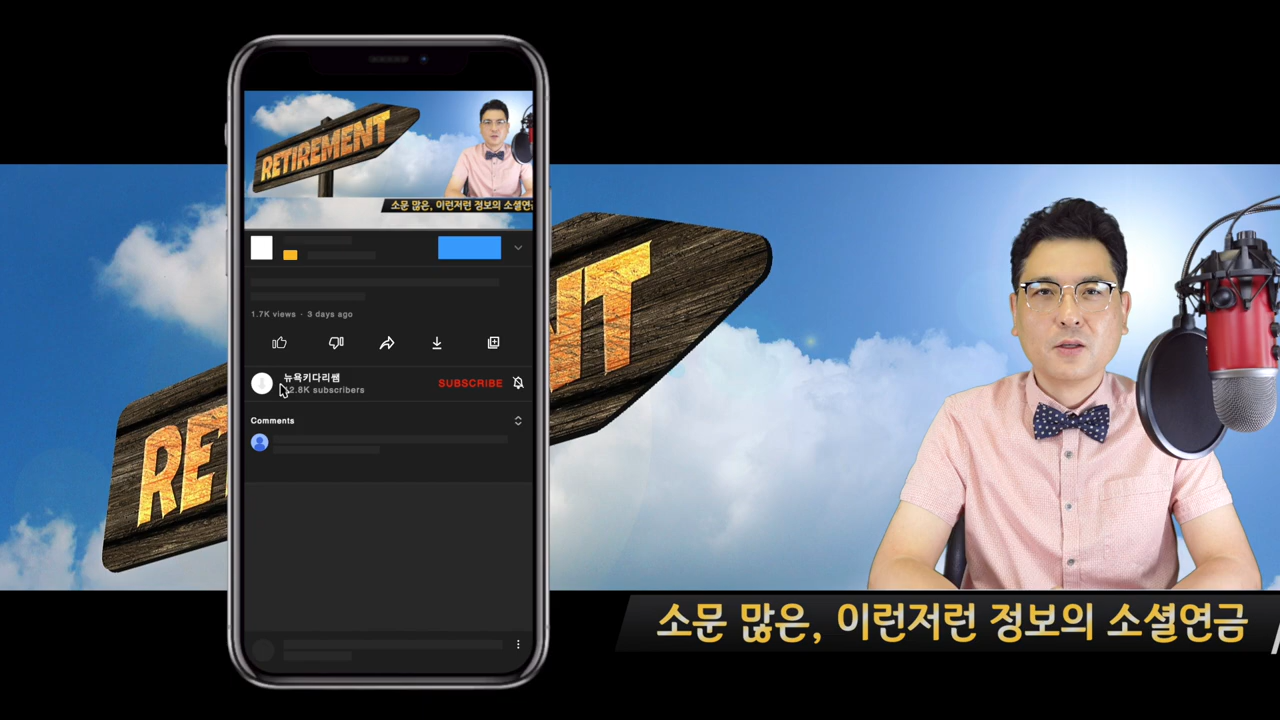 RETIREMENT
소문 많은, 이런저런 정보의 소셜연금
1.7K views · 3 days ago
뉴욕키다리쌤
SUBSCRIBE
2.8K subscribers
Comments
소문 많은, 이런저런 정보의 소셜연금